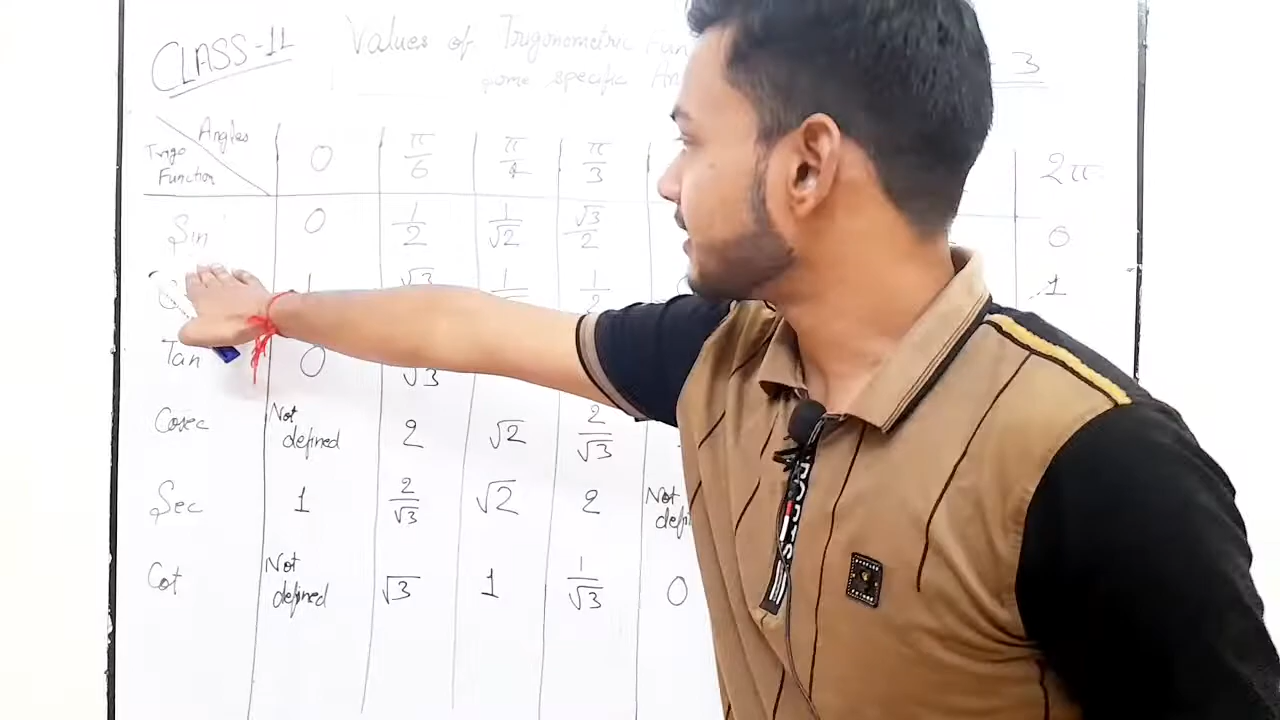 CLASS-11 Values of Trigonometric Fun
some specific An - 3
Angles
Trigo Function
0 π/6 π/4 π/3 2π
Sin 0 1/2 1/√2 √3/2 0
1 √3 1 1/2 1
Tan 0 √3
Cosec Not defined 2 √2 2/√3
Sec 1 2/√3 √2 2 Not defi
Cot Not defined √3 1 1/√3 0
SPORTS